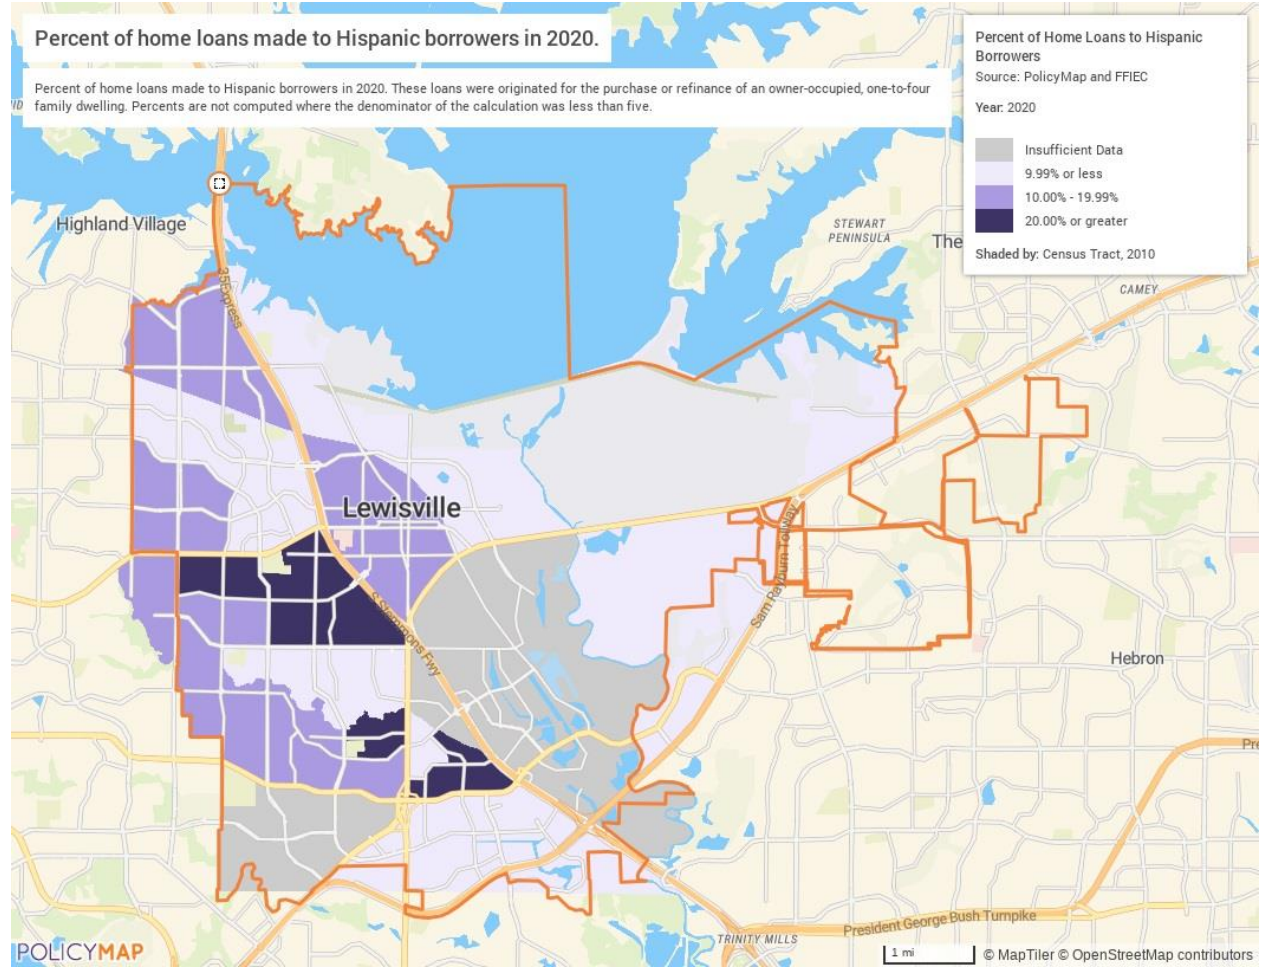 Percent of home loans made to Hispanic borrowers in 2020.
Percent of home loans made to Hispanic borrowers in 2020. These loans were originated for the purchase or refinance of an owner-occupied, one-to-four
family dwelling. Percents are not computed where the denominator of the calculation was less than five.
Percent of Home Loans to Hispanic
Borrowers
Source: PolicyMap and FFIEC
Year: 2020
Insufficient Data
9.99% or less
10.00% - 19.99%
20.00% or greater
Shaded by: Census Tract, 2010
Highland Village
STEWART
PENINSULA
The
CAMEY
35Express
Lewisville
Sam Rayburn Tollway
S Stemmons Fwy
Hebron
President George Bush Turnpike
TRINITY MILLS
POLICYMAP
1 mi
© MapTiler © OpenStreetMap contributors